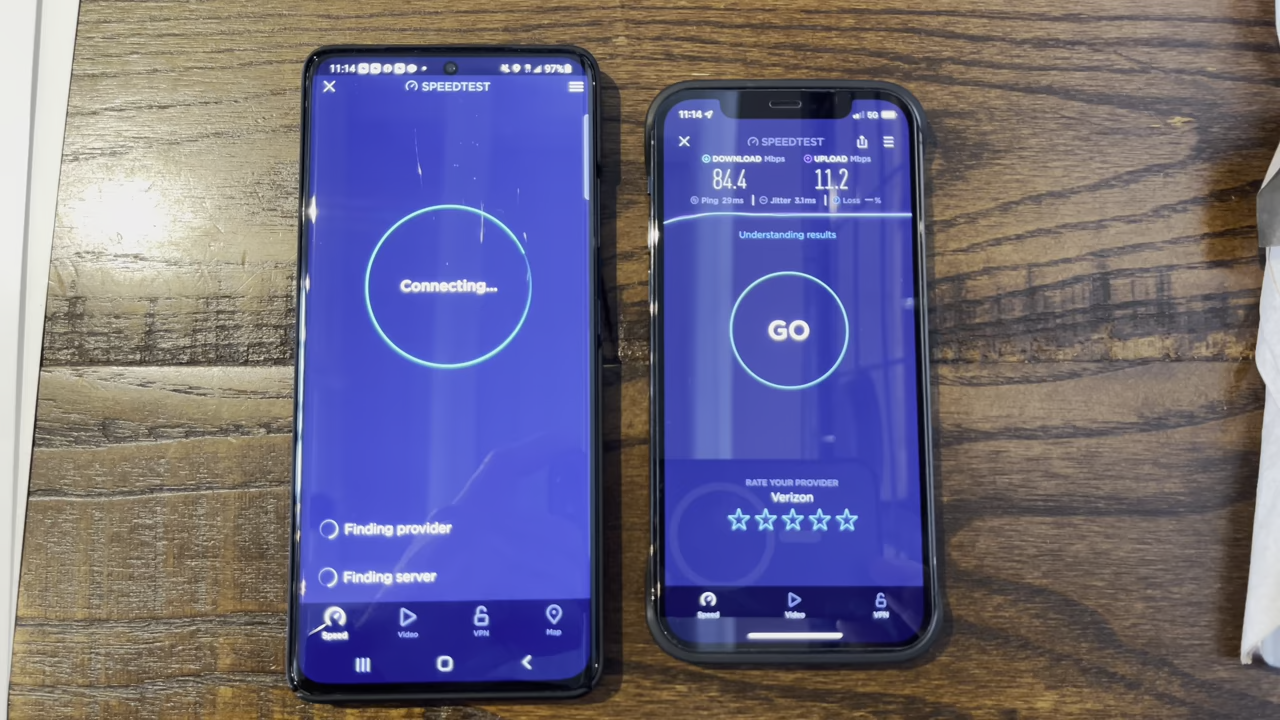 11:14
97%
SPEEDTEST
Connecting...
Finding provider
Finding server
Speed
Video
VPN
Map
11:14
5G
SPEEDTEST
DOWNLOAD Mbps
UPLOAD Mbps
84.4
11.2
Ping 29ms
Jitter 3.1ms
Loss —%
Understanding results
GO
RATE YOUR PROVIDER
Verizon
Speed
Video
VPN